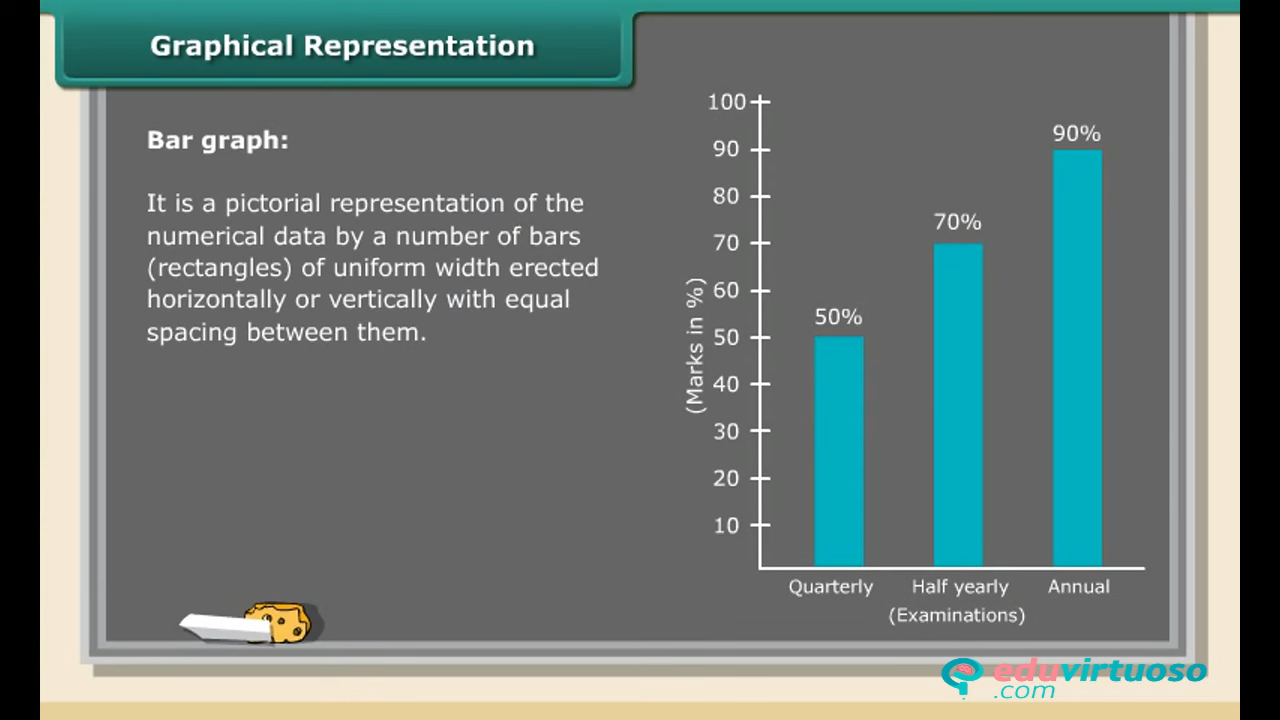 Graphical Representation
Bar graph:
It is a pictorial representation of the
numerical data by a number of bars
(rectangles) of uniform width erected
horizontally or vertically with equal
spacing between them.
100
90
80
70
60
50
40
30
20
10
(Marks in %)
50%
70%
90%
Quarterly Half yearly Annual
(Examinations)
eduvirtuoso
.com